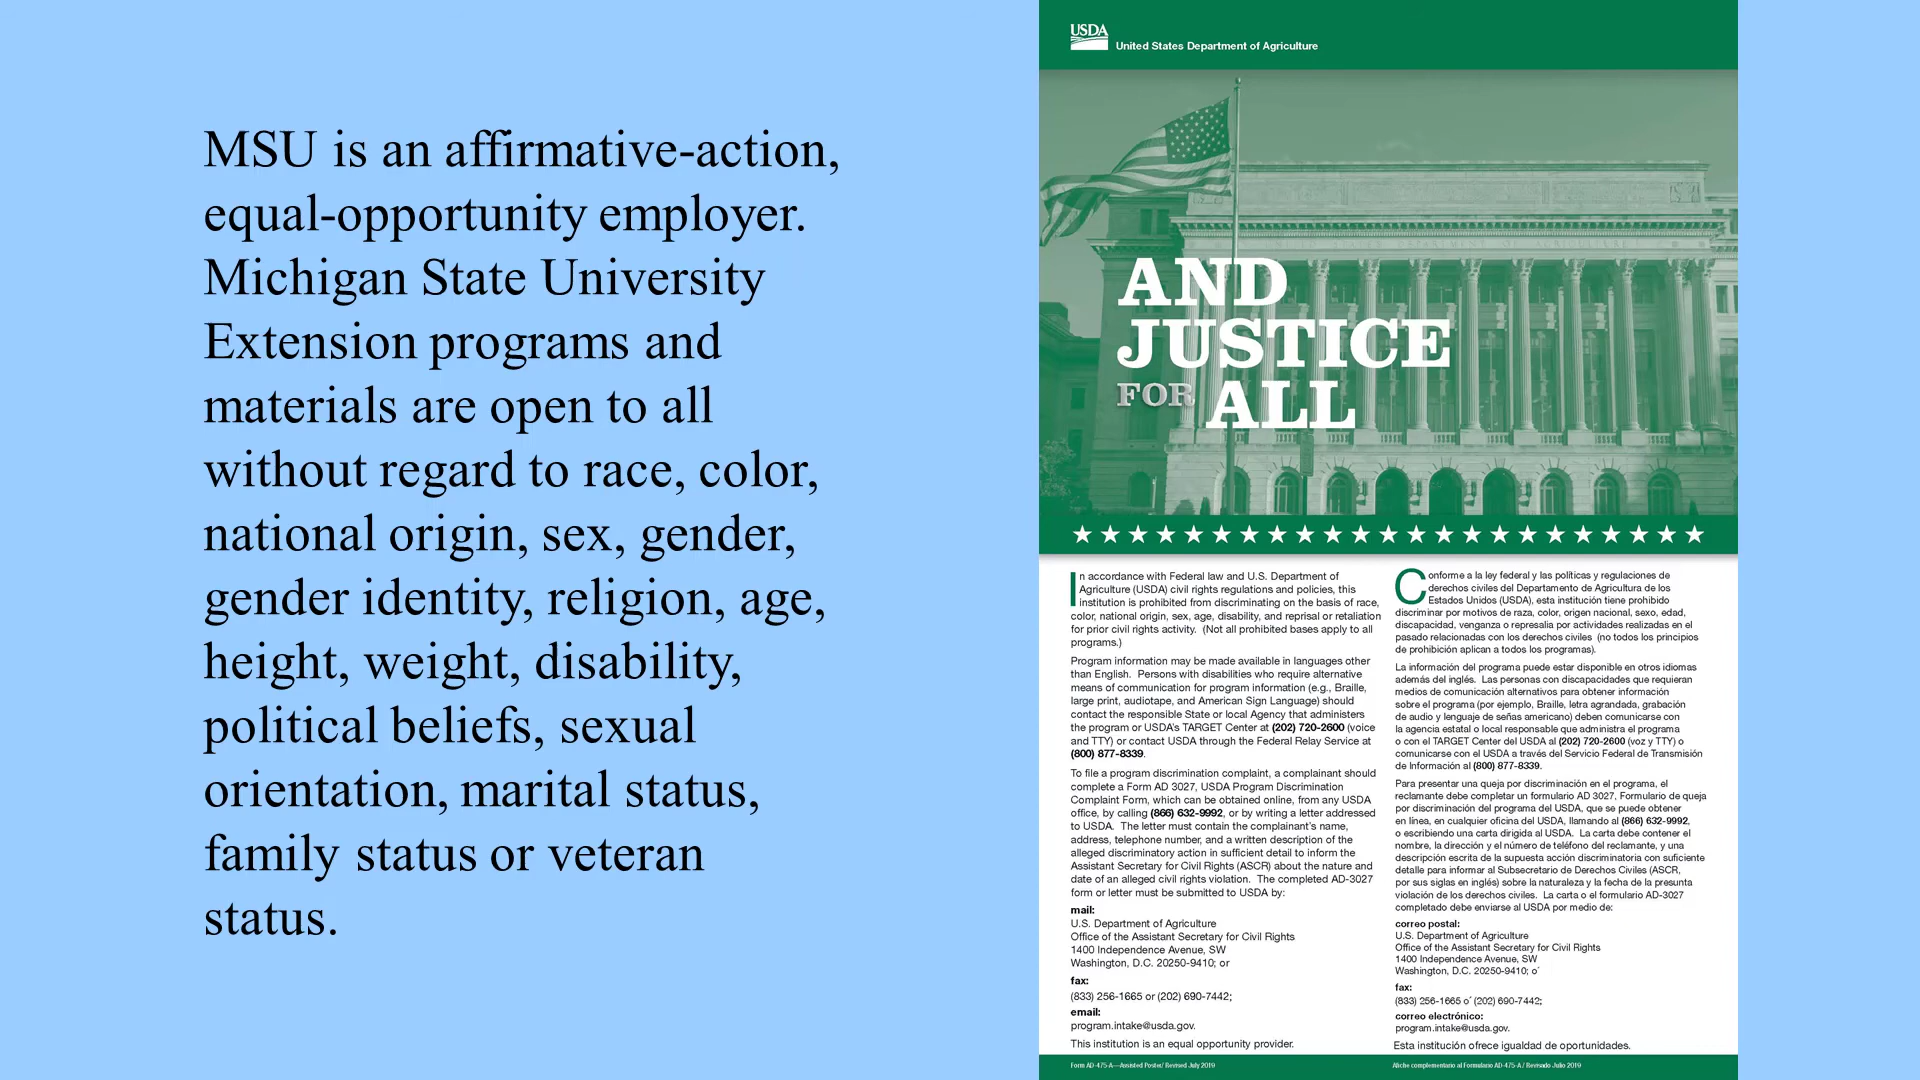 MSU is an affirmative-action,
equal-opportunity employer.
Michigan State University
Extension programs and
materials are open to all
without regard to race, color,
national origin, sex, gender,
gender identity, religion, age,
height, weight, disability,
political beliefs, sexual
orientation, marital status,
family status or veteran
status.
USDA
United States Department of Agriculture
AND
JUSTICE
FOR ALL
In accordance with Federal law and U.S. Department of
Agriculture (USDA) civil rights regulations and policies, this
institution is prohibited from discriminating on the basis of race,
color, national origin, sex, age, disability, and reprisal or retaliation
for prior civil rights activity. (Not all prohibited bases apply to all
programs.)
Program information may be made available in languages other
than English. Persons with disabilities who require alternative
means of communication for program information (e.g., Braille,
large print, audiotape, and American Sign Language) should
contact the responsible State or local Agency that administers
the program or USDA's TARGET Center at (202) 720-2600 (voice
and TTY) or contact USDA through the Federal Relay Service at
(800) 877-8339.
To file a program discrimination complaint, a complainant should
complete a Form AD 3027, USDA Program Discrimination
Complaint Form, which can be obtained online, from any USDA
office, by calling (866) 632-9992, or by writing a letter addressed
to USDA. The letter must contain the complainant's name,
address, telephone number, and a written description of the
alleged discriminatory action in sufficient detail to inform the
Assistant Secretary for Civil Rights (ASCR) about the nature and
date of an alleged civil rights violation. The completed AD-3027
form or letter must be submitted to USDA by:
mail:
U.S. Department of Agriculture
Office of the Assistant Secretary for Civil Rights
1400 Independence Avenue, SW
Washington, D.C. 20250-9410; or
fax:
(833) 256-1665 or (202) 690-7442;
email:
program.intake@usda.gov.
This institution is an equal opportunity provider.
Conforme a la ley federal y las políticas y regulaciones de
derechos civiles del Departamento de Agricultura de los
Estados Unidos (USDA), esta institución tiene prohibido
discriminar por motivos de raza, color, origen nacional, sexo, edad,
discapacidad, venganza o represalia por actividades realizadas en el
pasado relacionadas con los derechos civiles (no todos los principios
de prohibición aplican a todos los programas).
La información del programa puede estar disponible en otros idiomas
además del inglés. Las personas con discapacidades que requieran
medios de comunicación alternativos para obtener información
sobre el programa (por ejemplo, Braille, letra agrandada, grabación
de audio y lenguaje de señas americano) deben comunicarse con
la agencia estatal o local responsable que administra el programa
o con el TARGET Center del USDA al (202) 720-2600 (voz y TTY) o
comunicarse con el USDA a través del Servicio Federal de Transmisión
de Información al (800) 877-8339.
Para presentar una queja por discriminación en el programa, el
reclamante debe completar un formulario AD 3027, Formulario de queja
por discriminación del programa del USDA, que se puede obtener
en línea, en cualquier oficina del USDA, llamando al (866) 632-9992,
o escribiendo una carta dirigida al USDA. La carta debe contener el
nombre, la dirección y el número de teléfono del reclamante, y una
descripción escrita de la supuesta acción discriminatoria con suficiente
detalle para informar al Subsecretario de Derechos Civiles (ASCR,
por sus siglas en inglés) sobre la naturaleza y la fecha de la presunta
violación de los derechos civiles. La carta o el formulario AD-3027
completado debe enviarse al USDA por medio de:
correo postal:
U.S. Department of Agriculture
Office of the Assistant Secretary for Civil Rights
1400 Independence Avenue, SW
Washington, D.C. 20250-9410; o´
fax:
(833) 256-1665 o´ (202) 690-7442;
correo electrónico:
program.intake@usda.gov.
Esta institución ofrece igualdad de oportunidades.
Form AD-475-A—Assisted Poster/ Revised July 2019
Afiche complementario al Formulario AD-475-A / Revisado Julio 2019